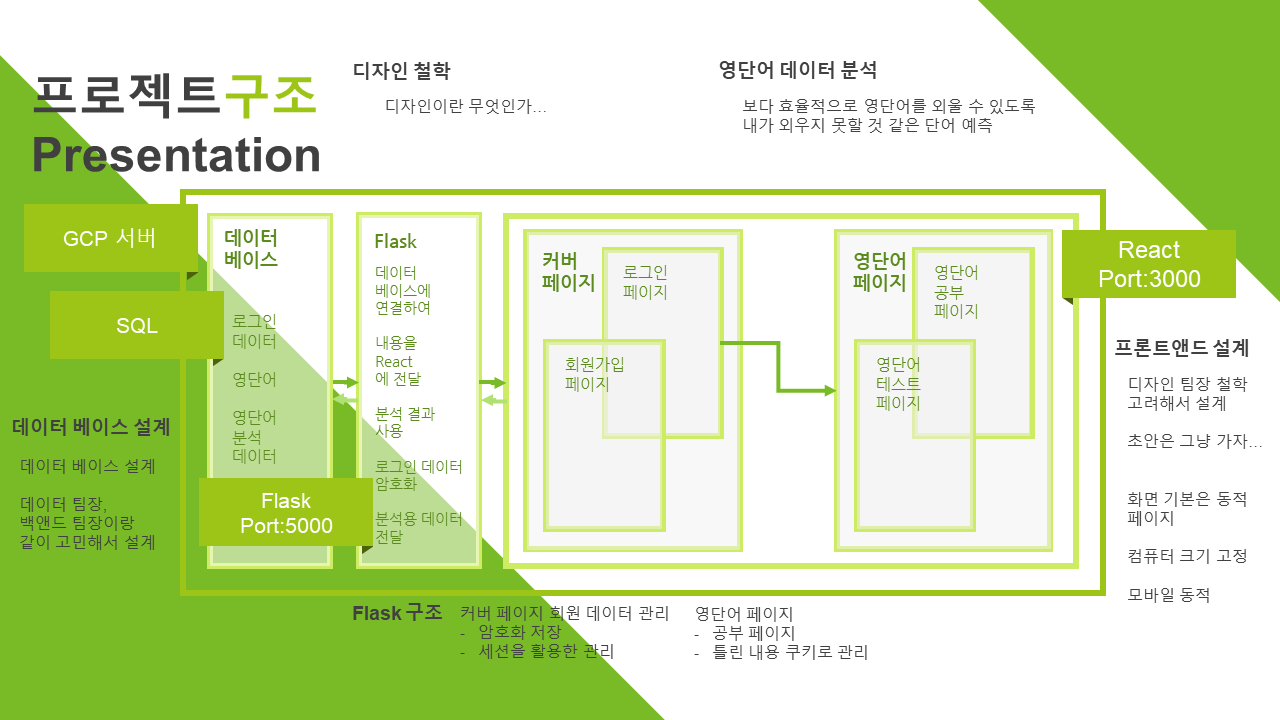 프로젝트구조
Presentation
디자인 철학
디자인이란 무엇인가…
영단어 데이터 분석
보다 효율적으로 영단어를 외울 수 있도록
내가 외우지 못할 것 같은 단어 예측
GCP 서버
SQL
데이터
베이스
로그인
데이터
영단어
영단어
분석
데이터
Flask
Port:5000
Flask
데이터
베이스에
연결하여
내용을
React
에 전달
분석 결과
사용
로그인 데이터
암호화
분석용 데이터
전달
커버
페이지
로그인
페이지
회원가입
페이지
영단어
페이지
영단어
공부
페이지
영단어
테스트
페이지
React
Port:3000
데이터 베이스 설계
데이터 베이스 설계
데이터 팀장,
백앤드 팀장이랑
같이 고민해서 설계
프론트앤드 설계
디자인 팀장 철학
고려해서 설계
초안은 그냥 가자…
화면 기본은 동적
페이지
컴퓨터 크기 고정
모바일 동적
Flask 구조
커버 페이지 회원 데이터 관리
- 암호화 저장
- 세션을 활용한 관리
영단어 페이지
- 공부 페이지
- 틀린 내용 쿠키로 관리